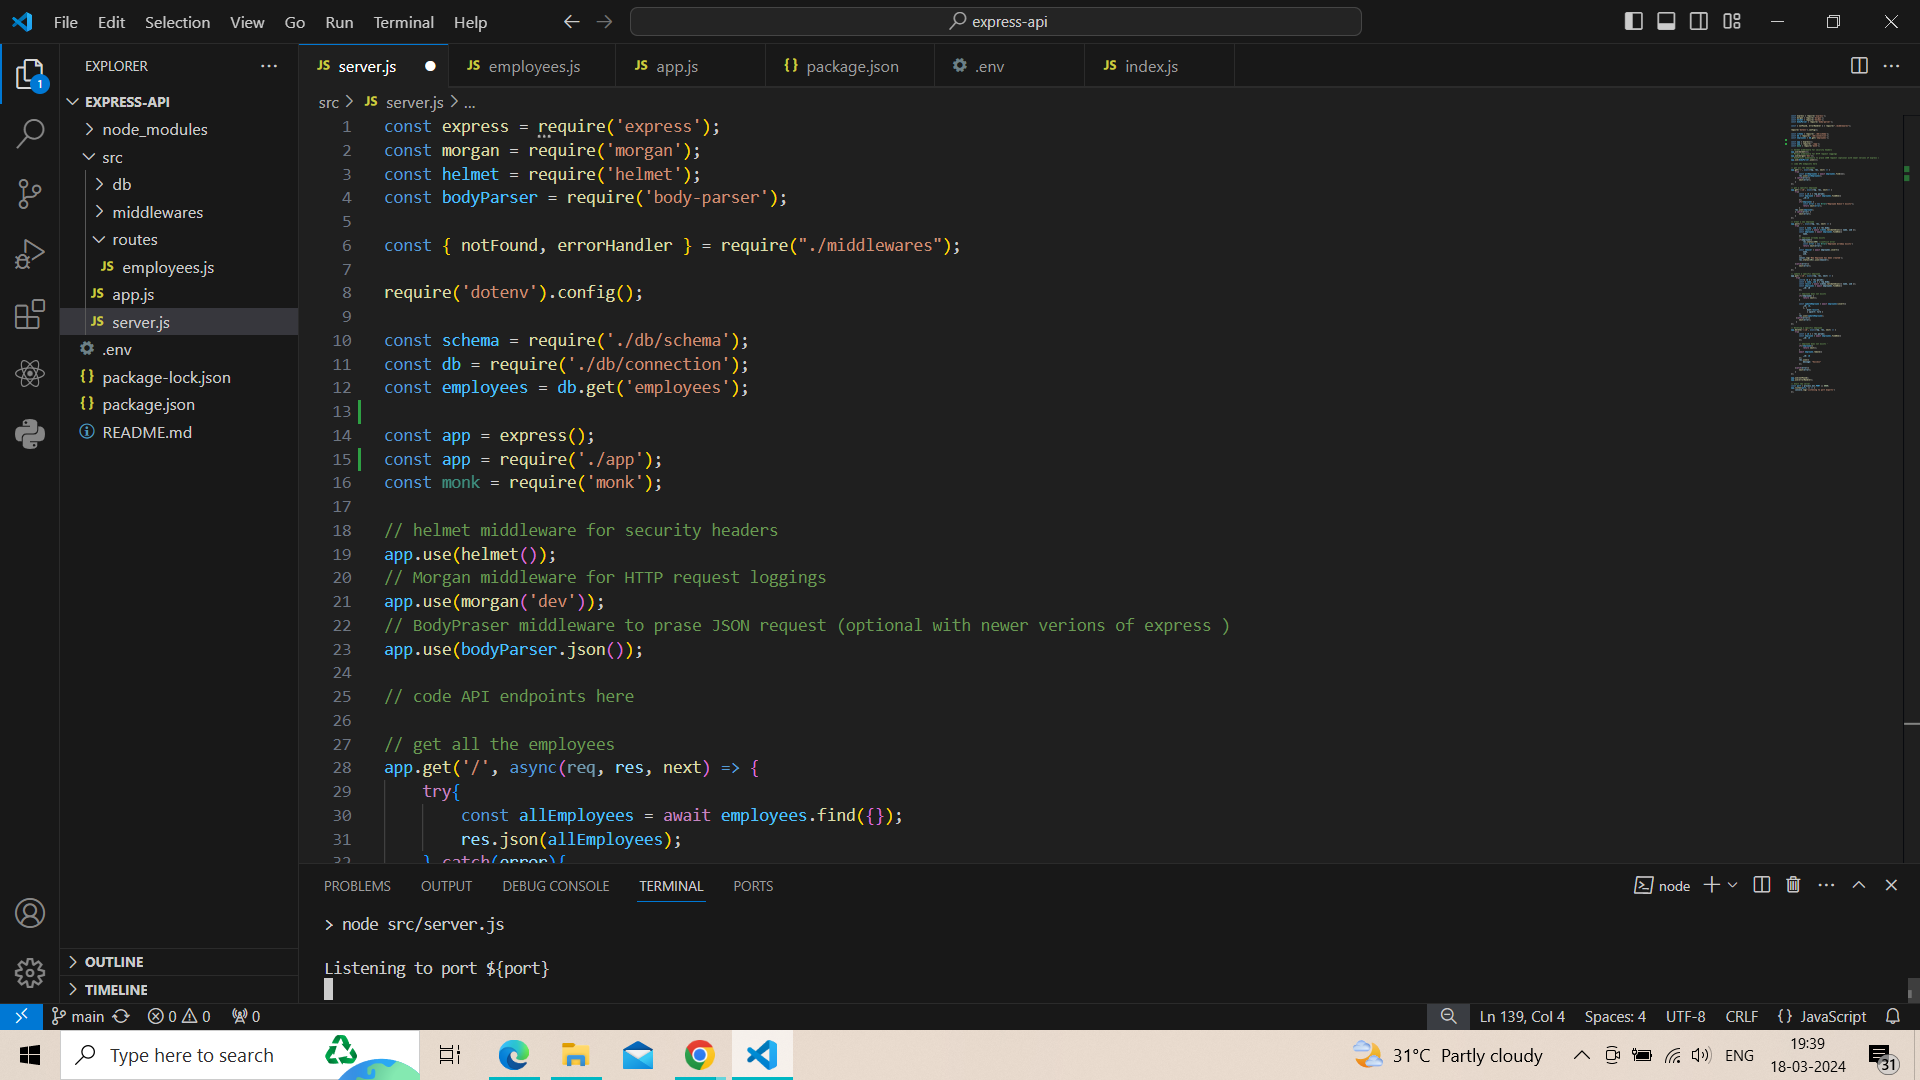 File Edit Selection View Go Run Terminal Help
express-api
EXPLORER
EXPRESS-API
node_modules
src
db
middlewares
routes
JS employees.js
JS app.js
JS server.js
.env
{} package-lock.json
{} package.json
README.md
OUTLINE
TIMELINE
1
JS server.js
JS employees.js
JS app.js
{} package.json
.env
JS index.js
src > JS server.js > ...
1 const express = require('express');
2 const morgan = require('morgan');
3 const helmet = require('helmet');
4 const bodyParser = require('body-parser');
5
6 const { notFound, errorHandler } = require("./middlewares");
7
8 require('dotenv').config();
9
10 const schema = require('./db/schema');
11 const db = require('./db/connection');
12 const employees = db.get('employees');
13
14 const app = express();
15 const app = require('./app');
16 const monk = require('monk');
17
18 // helmet middleware for security headers
19 app.use(helmet());
20 // Morgan middleware for HTTP request loggings
21 app.use(morgan('dev'));
22 // BodyPraser middleware to prase JSON request (optional with newer verions of express )
23 app.use(bodyParser.json());
24
25 // code API endpoints here
26
27 // get all the employees
28 app.get('/', async(req, res, next) => {
29 try{
30 const allEmployees = await employees.find({});
31 res.json(allEmployees);
32 } catch(error){
PROBLEMS OUTPUT DEBUG CONSOLE TERMINAL PORTS
node
> node src/server.js
Listening to port ${port}
main 0 0 0
Ln 139, Col 4 Spaces: 4 UTF-8 CRLF {} JavaScript
Type here to search
31°C Partly cloudy
ENG
19:39
18-03-2024
31